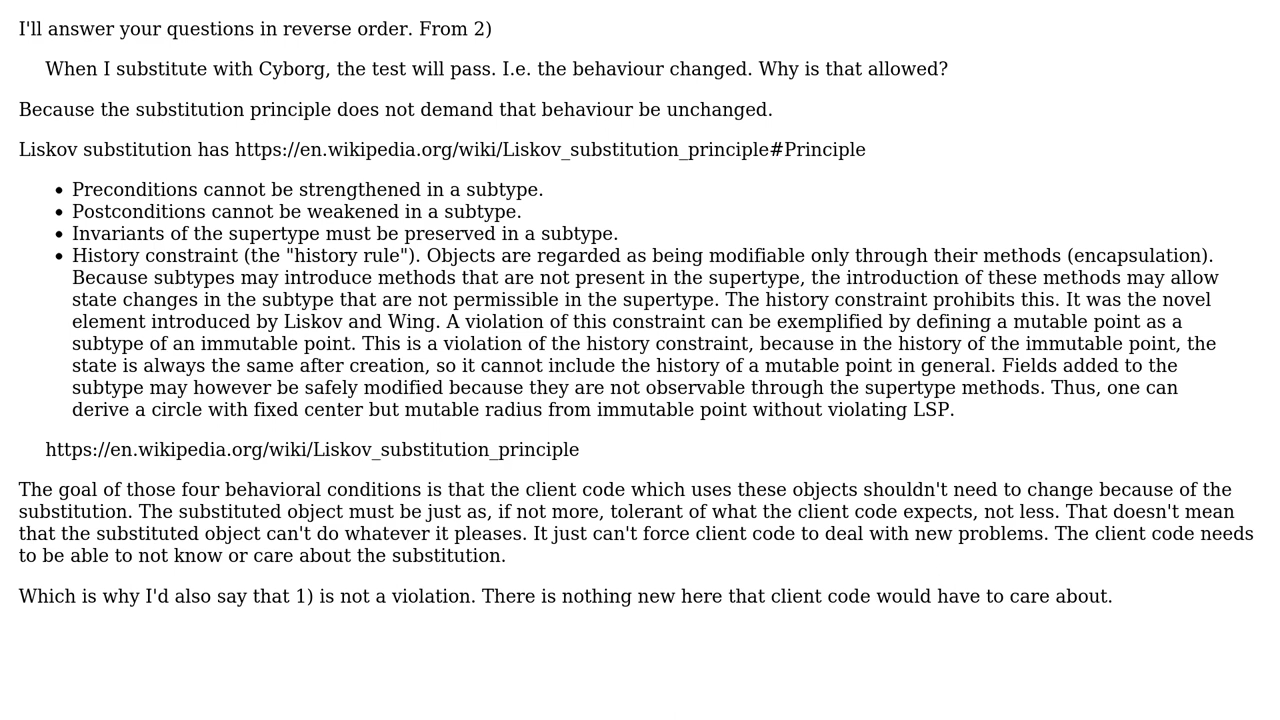 I'll answer your questions in reverse order. From 2)
When I substitute with Cyborg, the test will pass. I.e. the behaviour changed. Why is that allowed?
Because the substitution principle does not demand that behaviour be unchanged.
Liskov substitution has https://en.wikipedia.org/wiki/Liskov_substitution_principle#Principle
• Preconditions cannot be strengthened in a subtype.
• Postconditions cannot be weakened in a subtype.
• Invariants of the supertype must be preserved in a subtype.
• History constraint (the "history rule"). Objects are regarded as being modifiable only through their methods (encapsulation).
Because subtypes may introduce methods that are not present in the supertype, the introduction of these methods may allow
state changes in the subtype that are not permissible in the supertype. The history constraint prohibits this. It was the novel
element introduced by Liskov and Wing. A violation of this constraint can be exemplified by defining a mutable point as a
subtype of an immutable point. This is a violation of the history constraint, because in the history of the immutable point, the
state is always the same after creation, so it cannot include the history of a mutable point in general. Fields added to the
subtype may however be safely modified because they are not observable through the supertype methods. Thus, one can
derive a circle with fixed center but mutable radius from immutable point without violating LSP.
https://en.wikipedia.org/wiki/Liskov_substitution_principle
The goal of those four behavioral conditions is that the client code which uses these objects shouldn't need to change because of the
substitution. The substituted object must be just as, if not more, tolerant of what the client code expects, not less. That doesn't mean
that the substituted object can't do whatever it pleases. It just can't force client code to deal with new problems. The client code needs
to be able to not know or care about the substitution.
Which is why I'd also say that 1) is not a violation. There is nothing new here that client code would have to care about.